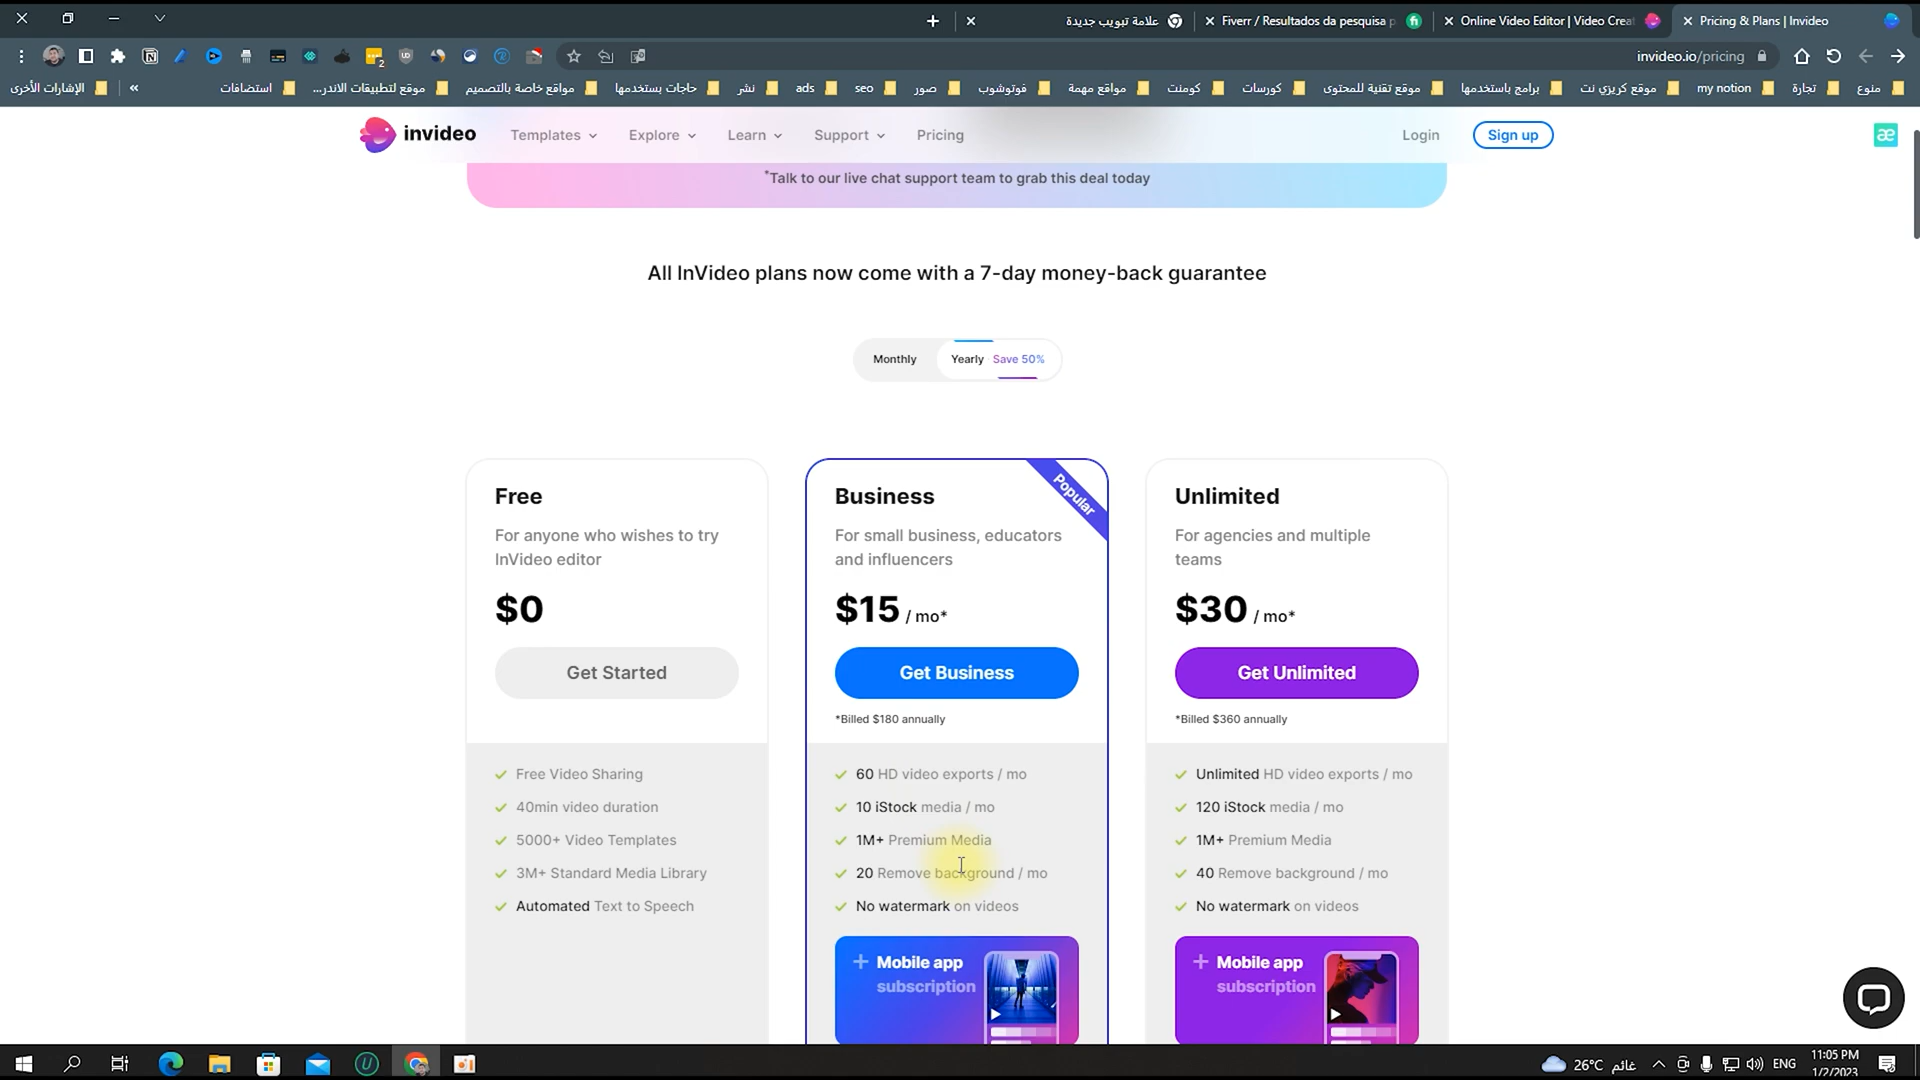 علامة تبويب جديدة
Fiverr / Resultados da pesquisa p
Online Video Editor | Video Creat
Pricing & Plans | Invideo
invideo.io/pricing
الإشارات الأخرى
استضافات
موقع لتطبيقات الاندر...
مواقع خاصة بالتصميم
حاجات بستخدمها
نشر
ads
seo
صور
فوتوشوب
مواقع مهمة
كومنت
كورسات
موقع تقنية للمحتوى
برامج باستخدمها
موقع كريزي نت
my notion
تجارة
منوع
invideo
Templates
Explore
Learn
Support
Pricing
Login
Sign up
æ
*Talk to our live chat support team to grab this deal today
All InVideo plans now come with a 7-day money-back guarantee
Monthly
Yearly Save 50%
Free
For anyone who wishes to try
InVideo editor
$0
Get Started
Free Video Sharing
40min video duration
5000+ Video Templates
3M+ Standard Media Library
Automated Text to Speech
Popular
Business
For small business, educators
and influencers
$15 / mo*
Get Business
*Billed $180 annually
60 HD video exports / mo
10 iStock media / mo
1M+ Premium Media
20 Remove background / mo
No watermark on videos
Mobile app
subscription
Unlimited
For agencies and multiple
teams
$30 / mo*
Get Unlimited
*Billed $360 annually
Unlimited HD video exports / mo
120 iStock media / mo
1M+ Premium Media
40 Remove background / mo
No watermark on videos
Mobile app
subscription
26°C غائم
ENG
11:05 PM
1/2/2023